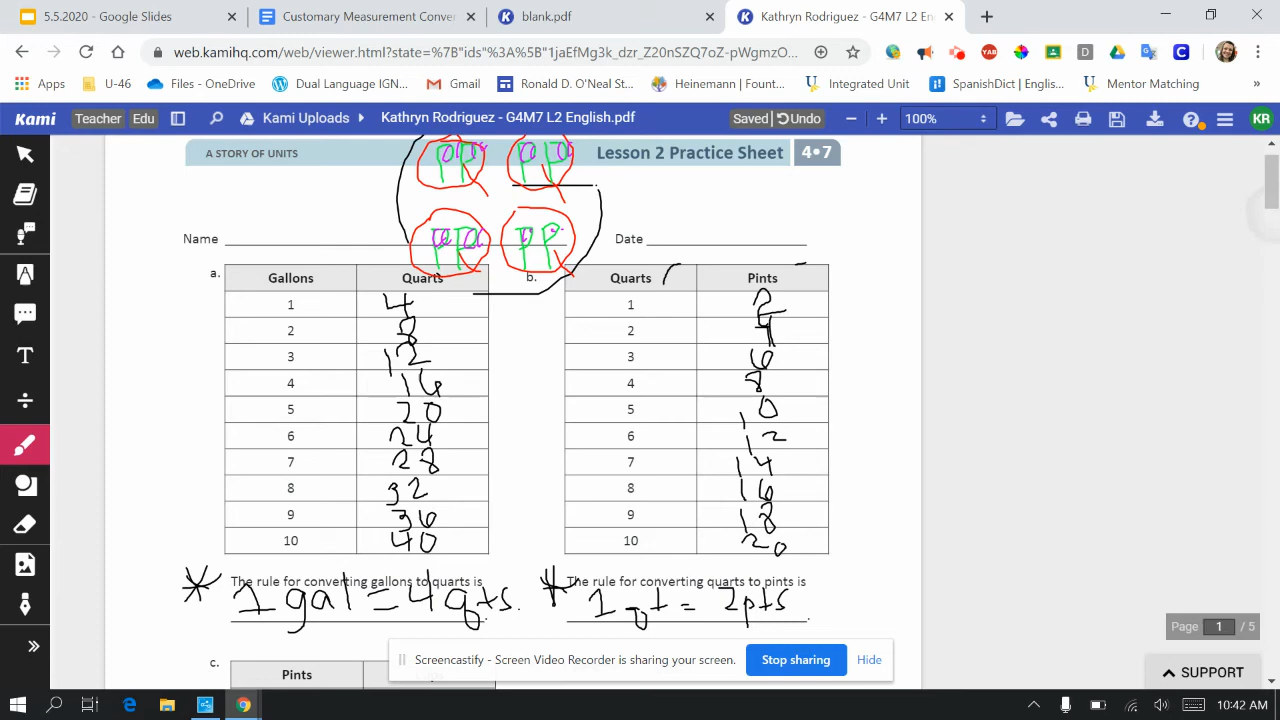 5.5.2020 - Google Slides
Customary Measurement Conver
blank.pdf
Kathryn Rodriguez - G4M7 L2 En
web.kamihq.com/web/viewer.html?state=%7B"ids"%3A%5B"1jaEfMg3k_dzr_Z20nSZQ7oZ-pWgmzO...
Apps U-46 Files - OneDrive Dual Language IGN... Gmail Ronald D. O'Neal St... Heinemann | Fount... Integrated Unit SpanishDict | Englis... Mentor Matching »
Kami Teacher Edu Kami Uploads Kathryn Rodriguez - G4M7 L2 English.pdf Saved Undo 100% KR
A STORY OF UNITS Lesson 2 Practice Sheet 4•7
P P P P
P P P P
Name Date
a. Gallons Quarts b. Quarts Pints
1 4 1 2
2 8 2 4
3 12 3 6
4 16 4 8
5 20 5 10
6 24 6 12
7 28 7 14
8 32 8 16
9 36 9 18
10 40 10 20
The rule for converting gallons to quarts is
1 gal = 4 qts.
The rule for converting quarts to pints is
1 qt = 2pts
Page 1 / 5
Screencastify - Screen Video Recorder is sharing your screen. Stop sharing Hide
c. Pints
SUPPORT
10:42 AM